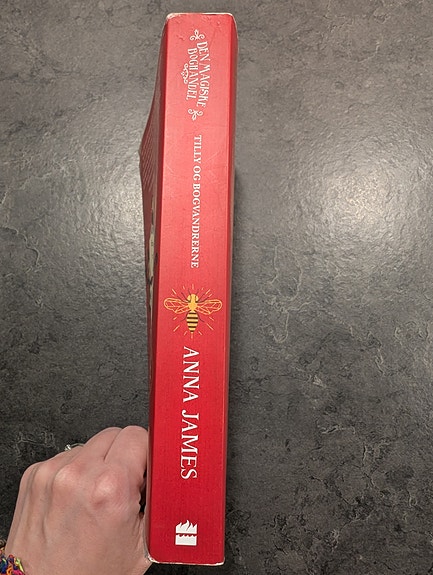 DEN MAGISKE
BOGHANDEL
TILLY OG BOGVANDRERNE
ANNA JAMES